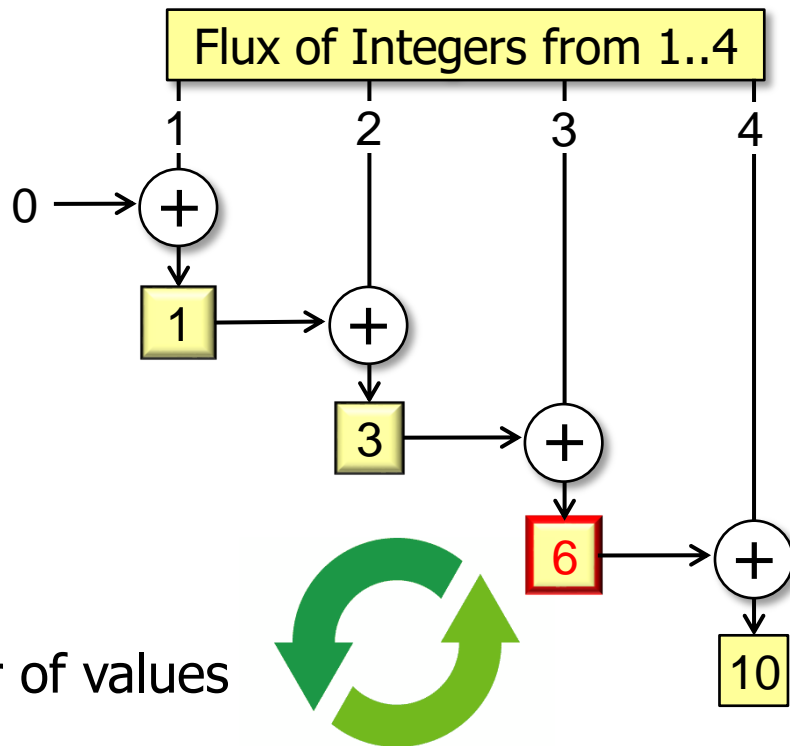 Flux of Integers from 1..4
1 2 3 4
0 +
1 +
3 +
6 +
r of values
10